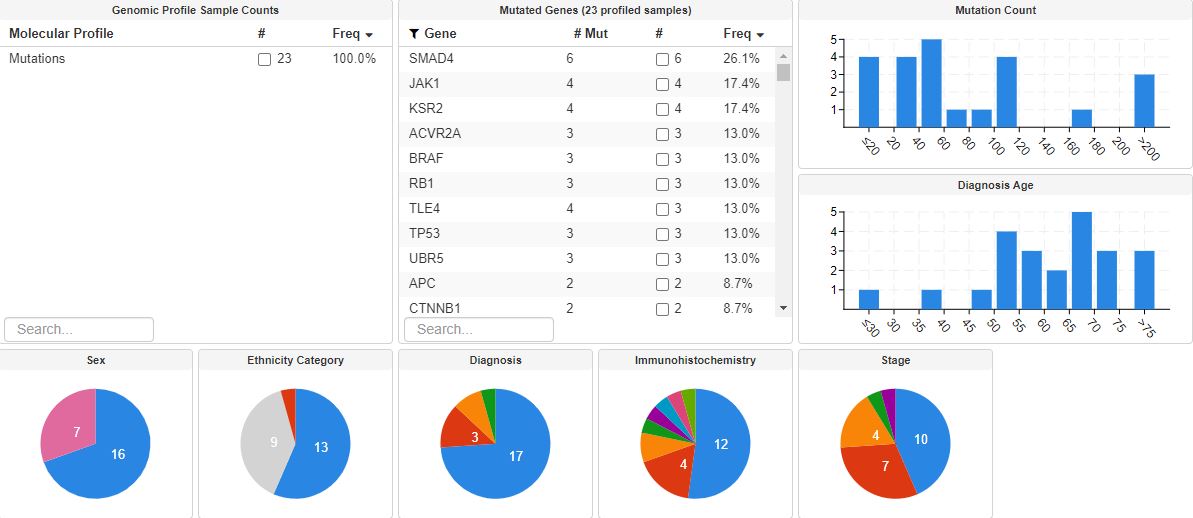 Genomic Profile Sample Counts
Molecular Profile # Freq
Mutations 23 100.0%
Search...
Mutated Genes (23 profiled samples)
Gene # Mut # Freq
SMAD4 6 6 26.1%
JAK1 4 4 17.4%
KSR2 4 4 17.4%
ACVR2A 3 3 13.0%
BRAF 3 3 13.0%
RB1 3 3 13.0%
TLE4 4 3 13.0%
TP53 3 3 13.0%
UBR5 3 3 13.0%
APC 2 2 8.7%
CTNNB1 2 2 8.7%
Search...
Mutation Count
5
4
3
2
1
≤20 20 40 60 80 100 120 140 160 180 200 >200
Diagnosis Age
5
4
3
2
1
≤30 30 35 40 45 50 55 60 65 70 75 >75
Sex
7
16
Ethnicity Category
9
13
Diagnosis
3
17
Immunohistochemistry
12
4
Stage
4
10
7